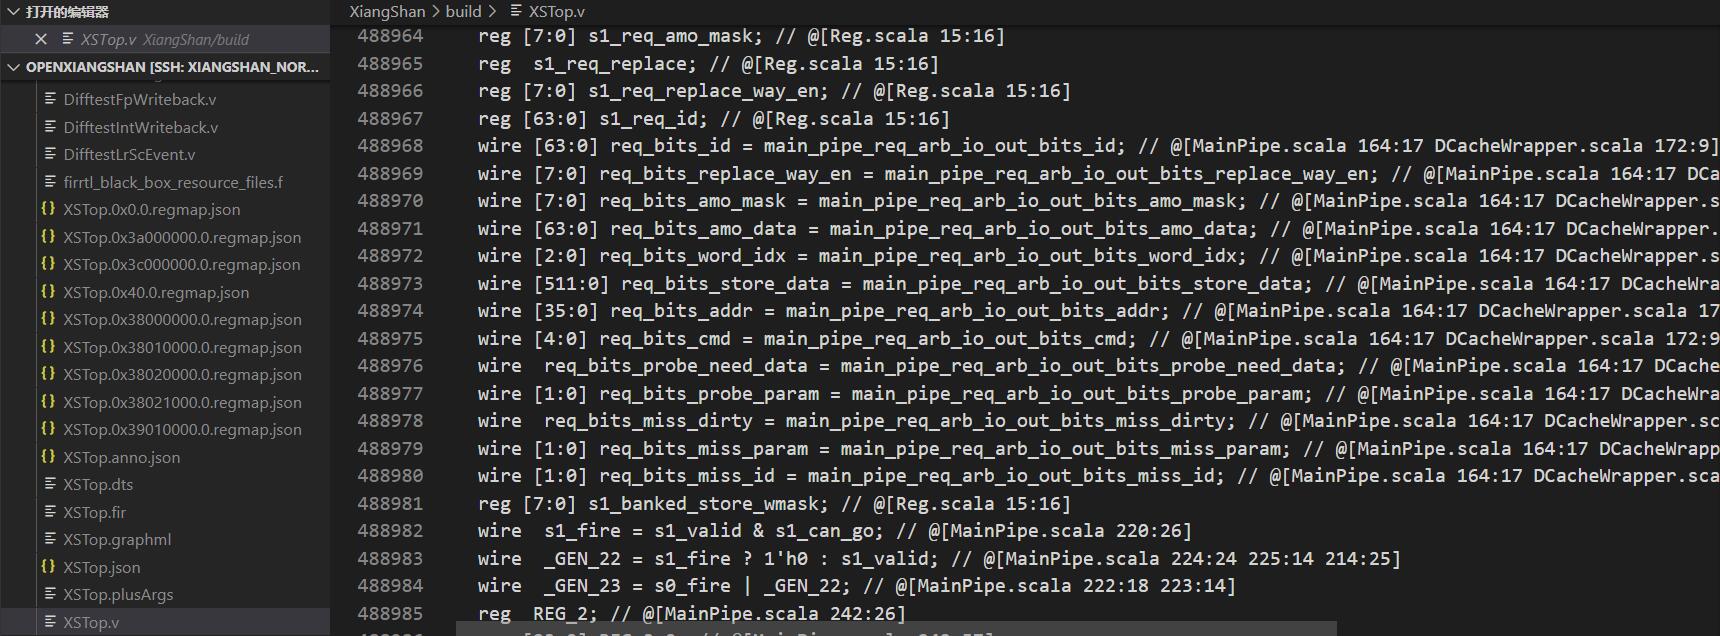 打开的编辑器
XSTop.v XiangShan/build
OPENXIANGSHAN [SSH: XIANGSHAN_NOR...
DifftestFpWriteback.v
DifftestIntWriteback.v
DifftestLrScEvent.v
firrtl_black_box_resource_files.f
XSTop.0x0.0.regmap.json
XSTop.0x3a000000.0.regmap.json
XSTop.0x3c000000.0.regmap.json
XSTop.0x40.0.regmap.json
XSTop.0x38000000.0.regmap.json
XSTop.0x38010000.0.regmap.json
XSTop.0x38020000.0.regmap.json
XSTop.0x38021000.0.regmap.json
XSTop.0x39010000.0.regmap.json
XSTop.anno.json
XSTop.dts
XSTop.fir
XSTop.graphml
XSTop.json
XSTop.plusArgs
XSTop.v
XiangShan > build > XSTop.v
488964 reg [7:0] s1_req_amo_mask; // @[Reg.scala 15:16]
488965 reg  s1_req_replace; // @[Reg.scala 15:16]
488966 reg [7:0] s1_req_replace_way_en; // @[Reg.scala 15:16]
488967 reg [63:0] s1_req_id; // @[Reg.scala 15:16]
488968 wire [63:0] req_bits_id = main_pipe_req_arb_io_out_bits_id; // @[MainPipe.scala 164:17 DCacheWrapper.scala 172:9]
488969 wire [7:0] req_bits_replace_way_en = main_pipe_req_arb_io_out_bits_replace_way_en; // @[MainPipe.scala 164:17 DCa
488970 wire [7:0] req_bits_amo_mask = main_pipe_req_arb_io_out_bits_amo_mask; // @[MainPipe.scala 164:17 DCacheWrapper.s
488971 wire [63:0] req_bits_amo_data = main_pipe_req_arb_io_out_bits_amo_data; // @[MainPipe.scala 164:17 DCacheWrapper.
488972 wire [2:0] req_bits_word_idx = main_pipe_req_arb_io_out_bits_word_idx; // @[MainPipe.scala 164:17 DCacheWrapper.s
488973 wire [511:0] req_bits_store_data = main_pipe_req_arb_io_out_bits_store_data; // @[MainPipe.scala 164:17 DCacheWra
488974 wire [35:0] req_bits_addr = main_pipe_req_arb_io_out_bits_addr; // @[MainPipe.scala 164:17 DCacheWrapper.scala 17
488975 wire [4:0] req_bits_cmd = main_pipe_req_arb_io_out_bits_cmd; // @[MainPipe.scala 164:17 DCacheWrapper.scala 172:9
488976 wire  req_bits_probe_need_data = main_pipe_req_arb_io_out_bits_probe_need_data; // @[MainPipe.scala 164:17 DCache
488977 wire [1:0] req_bits_probe_param = main_pipe_req_arb_io_out_bits_probe_param; // @[MainPipe.scala 164:17 DCacheWra
488978 wire  req_bits_miss_dirty = main_pipe_req_arb_io_out_bits_miss_dirty; // @[MainPipe.scala 164:17 DCacheWrapper.sc
488979 wire [1:0] req_bits_miss_param = main_pipe_req_arb_io_out_bits_miss_param; // @[MainPipe.scala 164:17 DCacheWrapp
488980 wire [1:0] req_bits_miss_id = main_pipe_req_arb_io_out_bits_miss_id; // @[MainPipe.scala 164:17 DCacheWrapper.sca
488981 reg [7:0] s1_banked_store_wmask; // @[Reg.scala 15:16]
488982 wire  s1_fire = s1_valid & s1_can_go; // @[MainPipe.scala 220:26]
488983 wire  _GEN_22 = s1_fire ? 1'h0 : s1_valid; // @[MainPipe.scala 224:24 225:14 214:25]
488984 wire  _GEN_23 = s0_fire | _GEN_22; // @[MainPipe.scala 222:18 223:14]
488985 reg  REG_2; // @[MainPipe.scala 242:26]